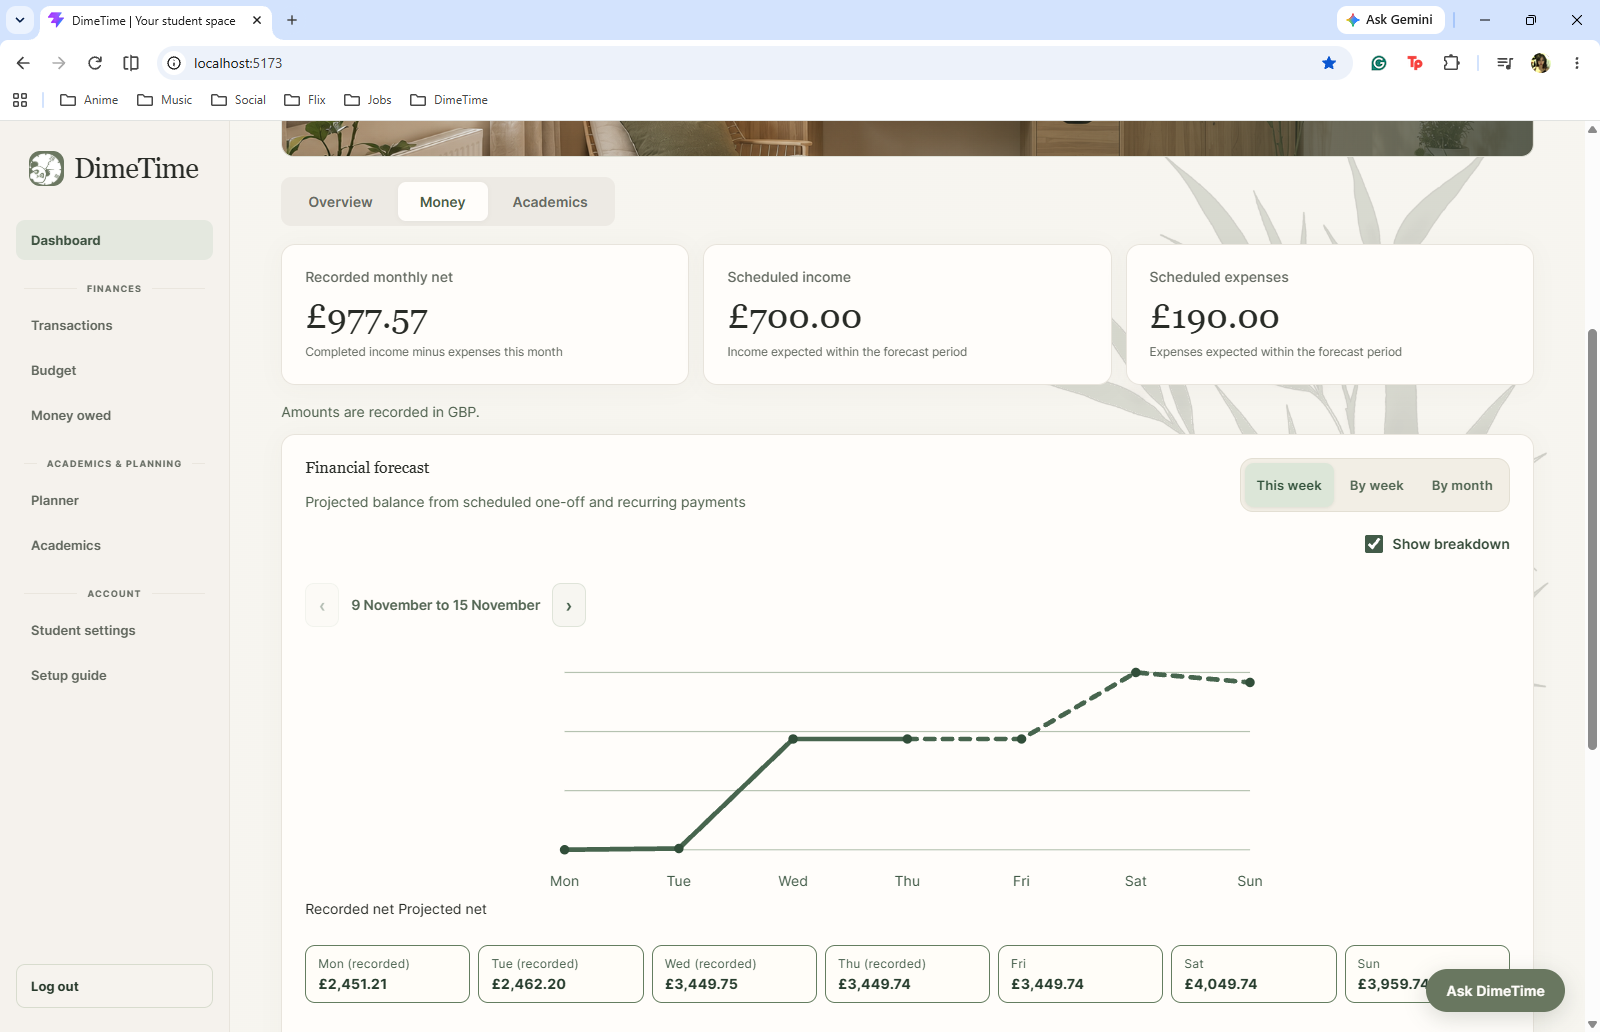 DimeTime | Your student space
Ask Gemini
localhost:5173
Anime
Music
Social
Flix
Jobs
DimeTime
DimeTime
Dashboard
FINANCES
Transactions
Budget
Money owed
ACADEMICS & PLANNING
Planner
Academics
ACCOUNT
Student settings
Setup guide
Log out
Overview
Money
Academics
Recorded monthly net
£977.57
Completed income minus expenses this month
Scheduled income
£700.00
Income expected within the forecast period
Scheduled expenses
£190.00
Expenses expected within the forecast period
Amounts are recorded in GBP.
Financial forecast
Projected balance from scheduled one-off and recurring payments
This week
By week
By month
Show breakdown
9 November to 15 November
Mon
Tue
Wed
Thu
Fri
Sat
Sun
Recorded net Projected net
Mon (recorded)
£2,451.21
Tue (recorded)
£2,462.20
Wed (recorded)
£3,449.75
Thu (recorded)
£3,449.74
Fri
£3,449.74
Sat
£4,049.74
Sun
£3,959.74
Ask DimeTime